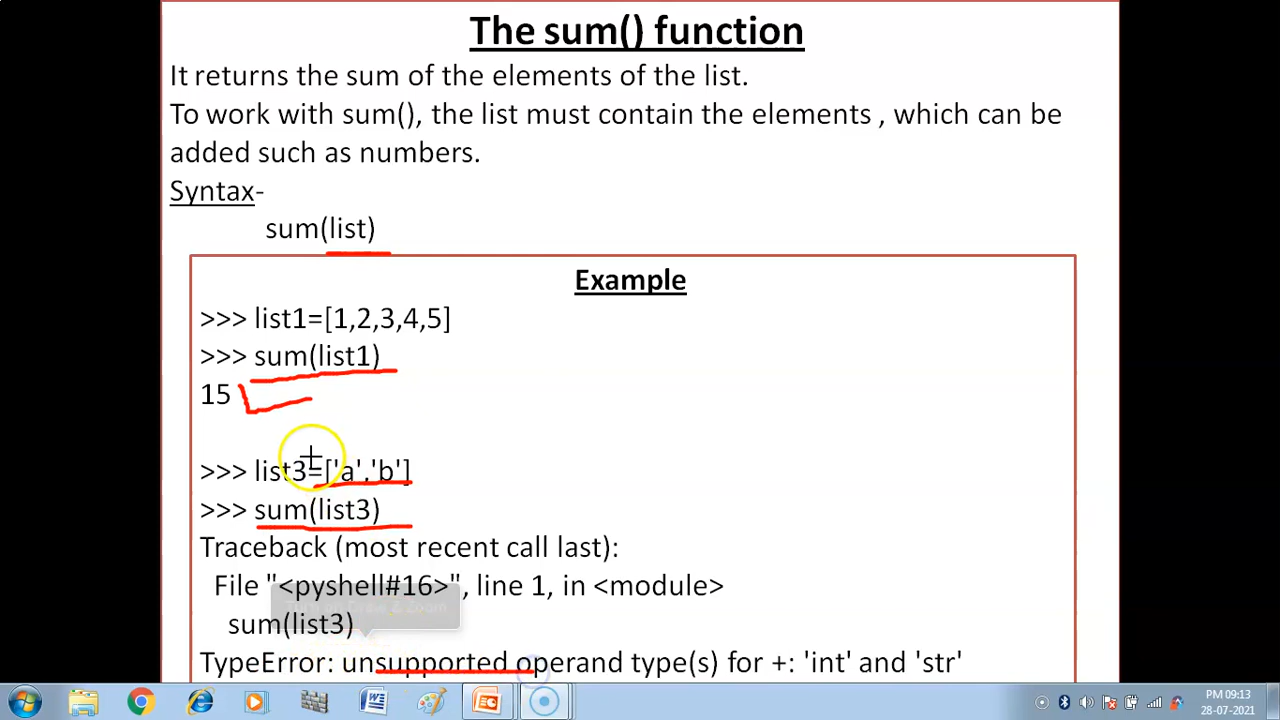 The sum() function
It returns the sum of the elements of the list.
To work with sum(), the list must contain the elements , which can be
added such as numbers.
Syntax-
sum(list)
Example
>>> list1=[1,2,3,4,5]
>>> sum(list1)
15
>>> list3=['a','b']
>>> sum(list3)
Traceback (most recent call last):
File "<pyshell#16>", line 1, in <module>
sum(list3)
TypeError: unsupported operand type(s) for +: 'int' and 'str'
PM 09:13
28-07-2021